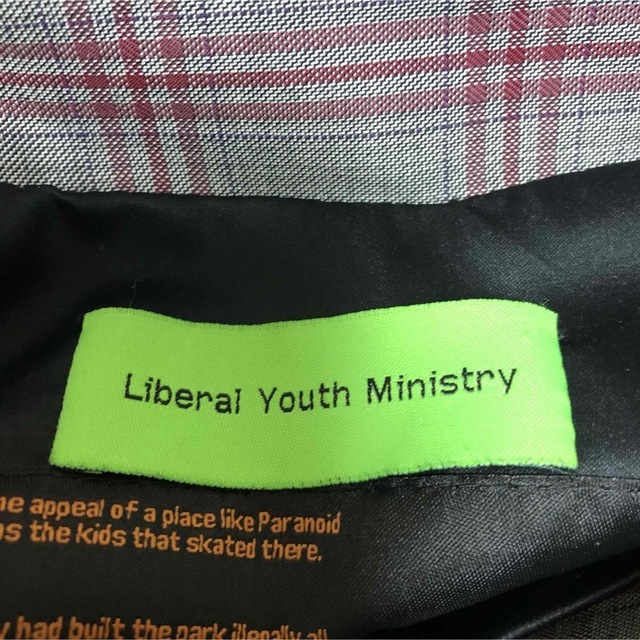 Liberal Youth Ministry
appeal of a place like Paranoid
the kids that skated there.
had built the park illegally all